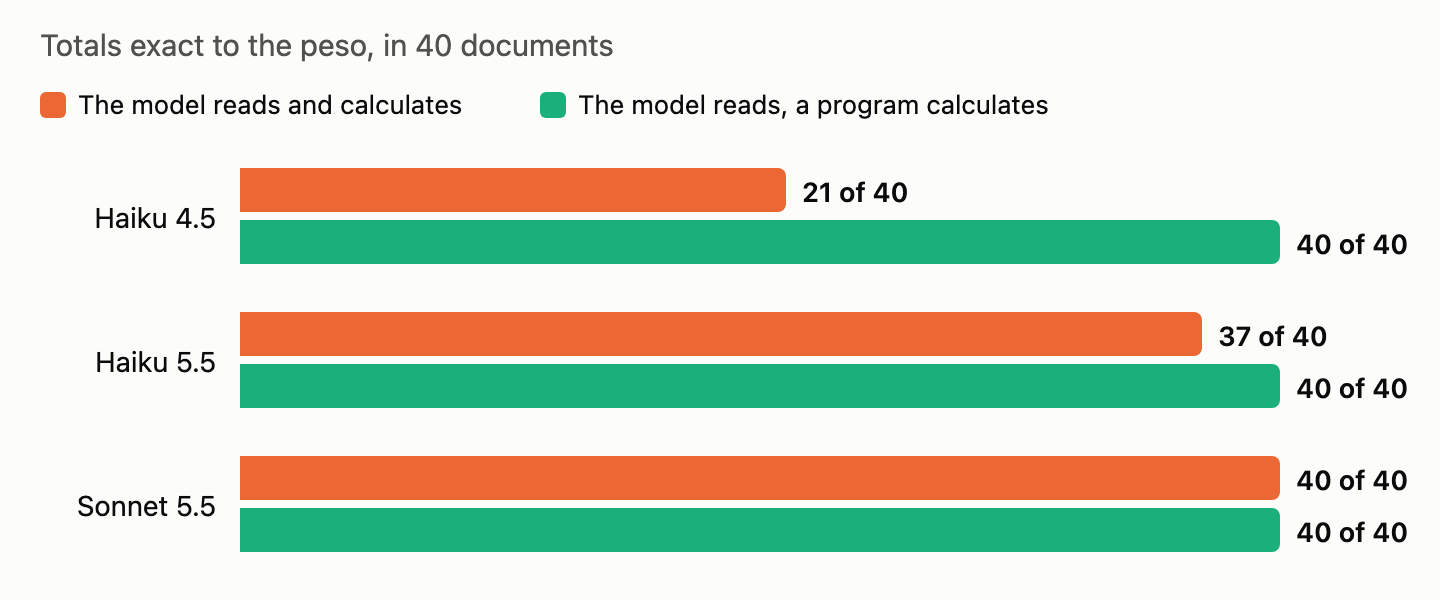 Totals exact to the peso, in 40 documents
The model reads and calculates
The model reads, a program calculates
Haiku 4.5
21 of 40
40 of 40
Haiku 5.5
37 of 40
40 of 40
Sonnet 5.5
40 of 40
40 of 40